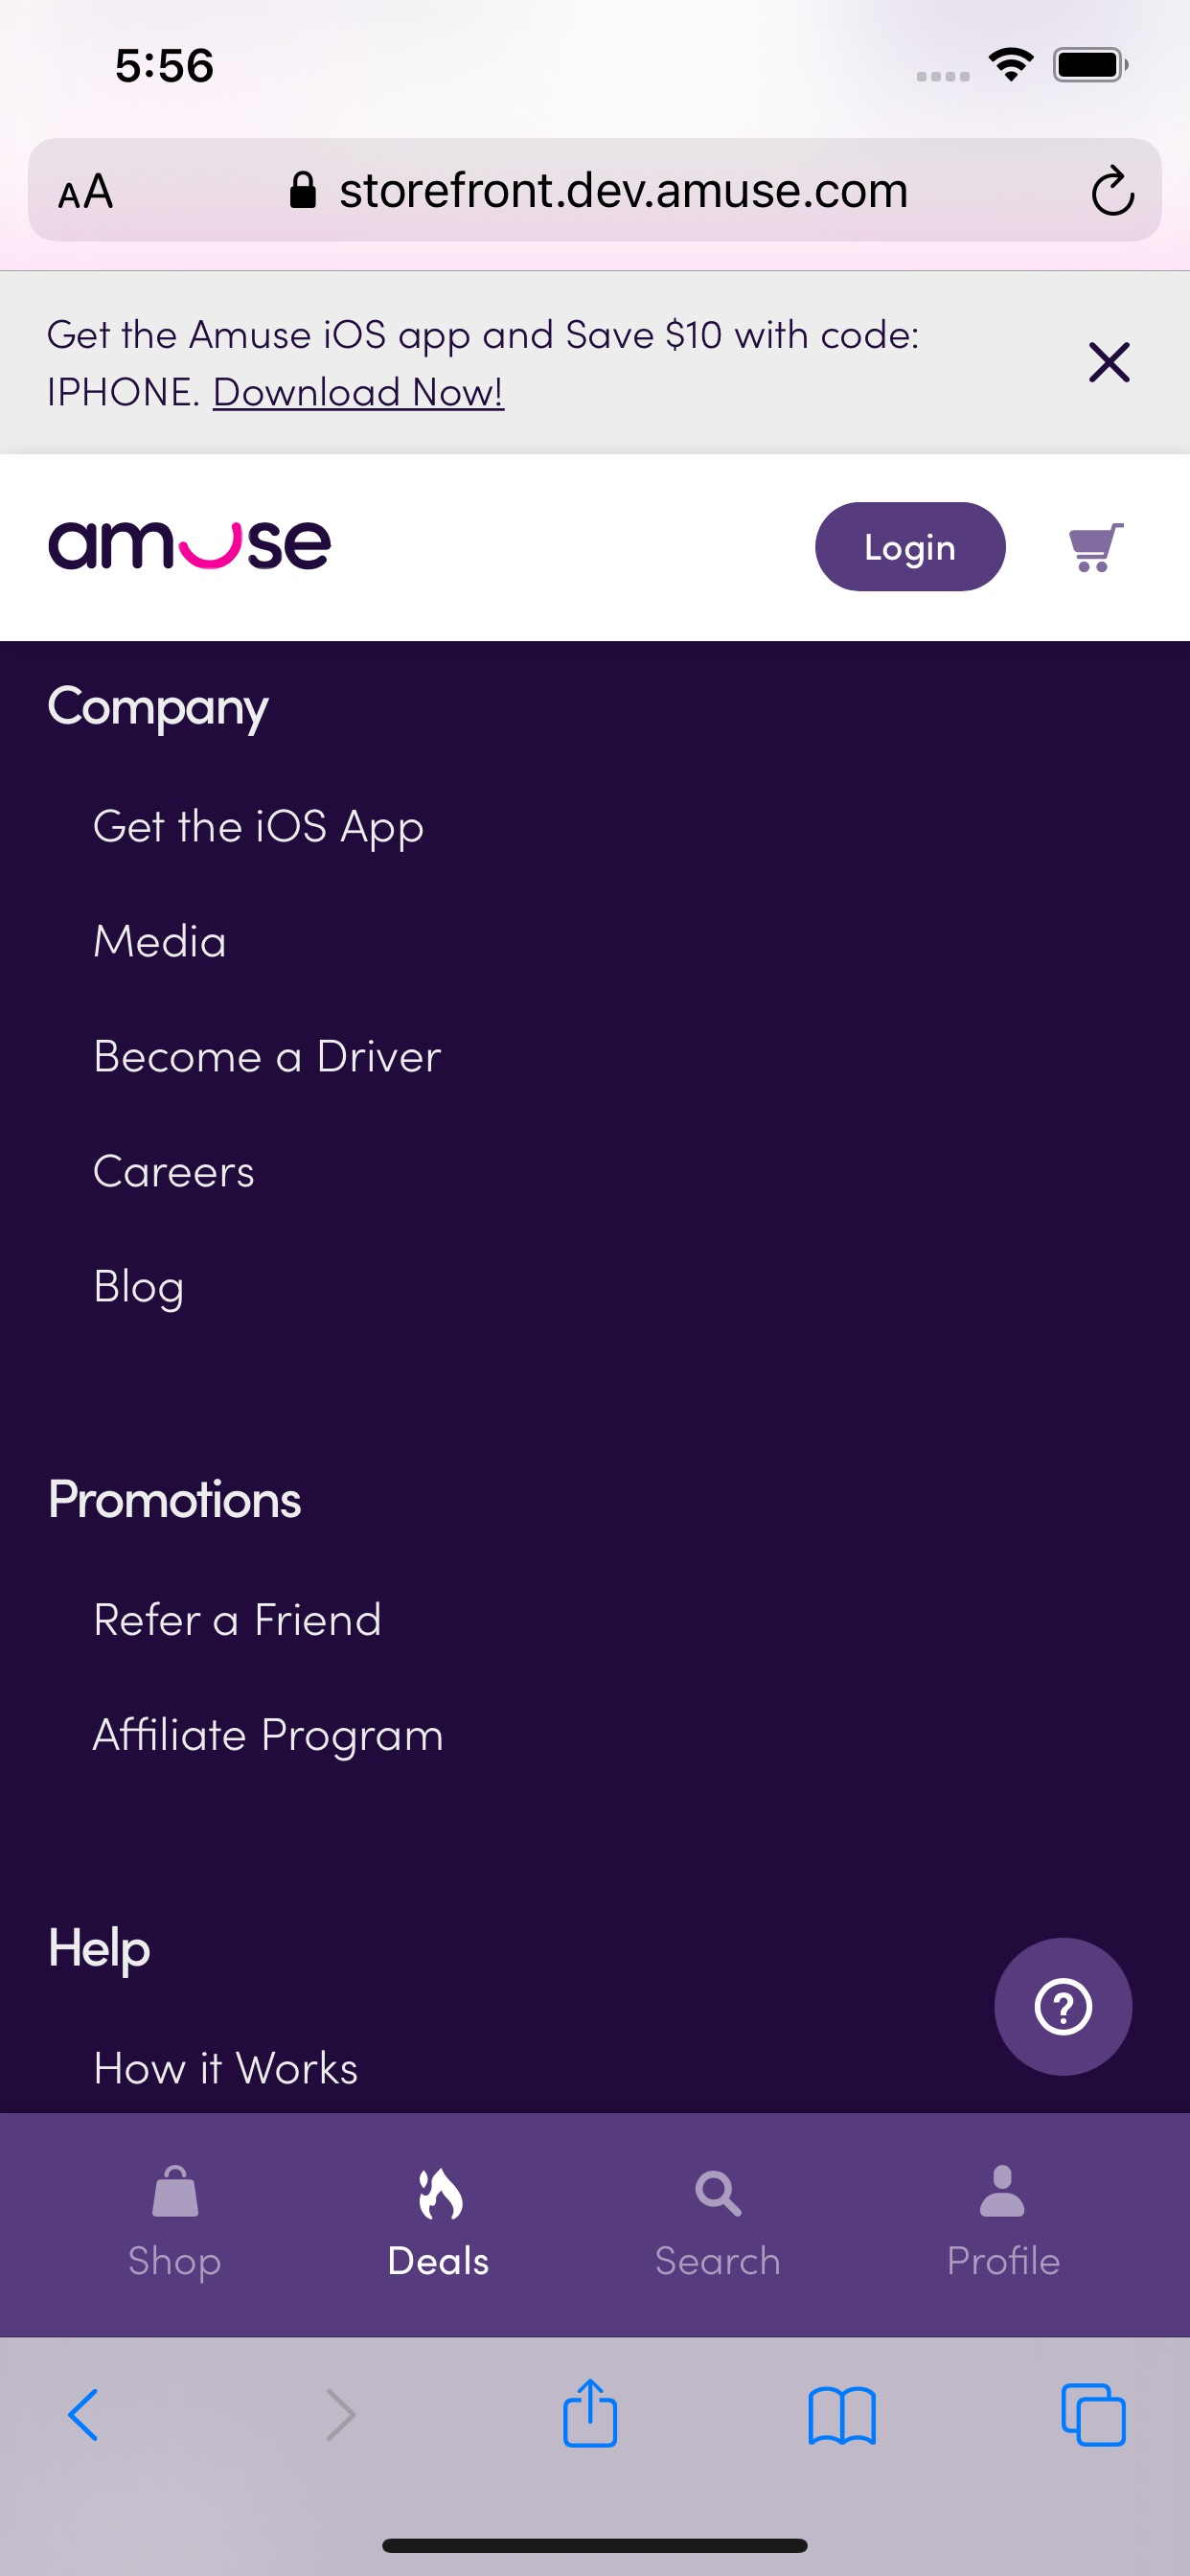 5:56
AA storefront.dev.amuse.com
Get the Amuse iOS app and Save $10 with code:
IPHONE. Download Now!
amuse
Login
Company
Get the iOS App
Media
Become a Driver
Careers
Blog
Promotions
Refer a Friend
Affiliate Program
Help
How it Works
?
Shop Deals Search Profile